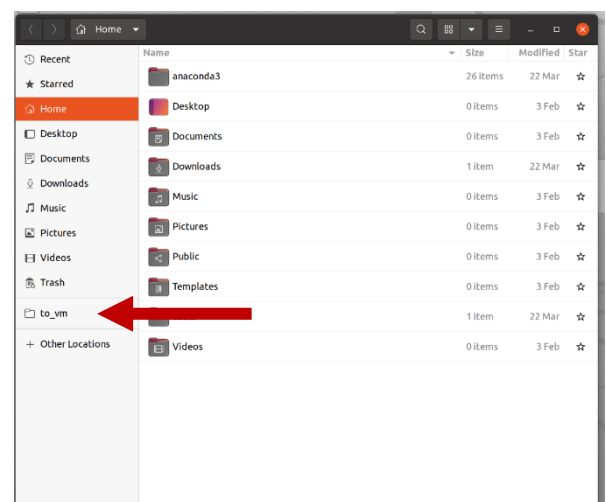 Home
Name Size Modified Star
Recent
Starred
Home
Desktop
Documents
Downloads
Music
Pictures
Videos
Trash
to_vm
+ Other Locations
anaconda3 26 items 22 Mar
Desktop 0 items 3 Feb
Documents 0 items 3 Feb
Downloads 1 item 22 Mar
Music 0 items 3 Feb
Pictures 0 items 3 Feb
Public 0 items 3 Feb
Templates 0 items 3 Feb
1 item 22 Mar
Videos 0 items 3 Feb